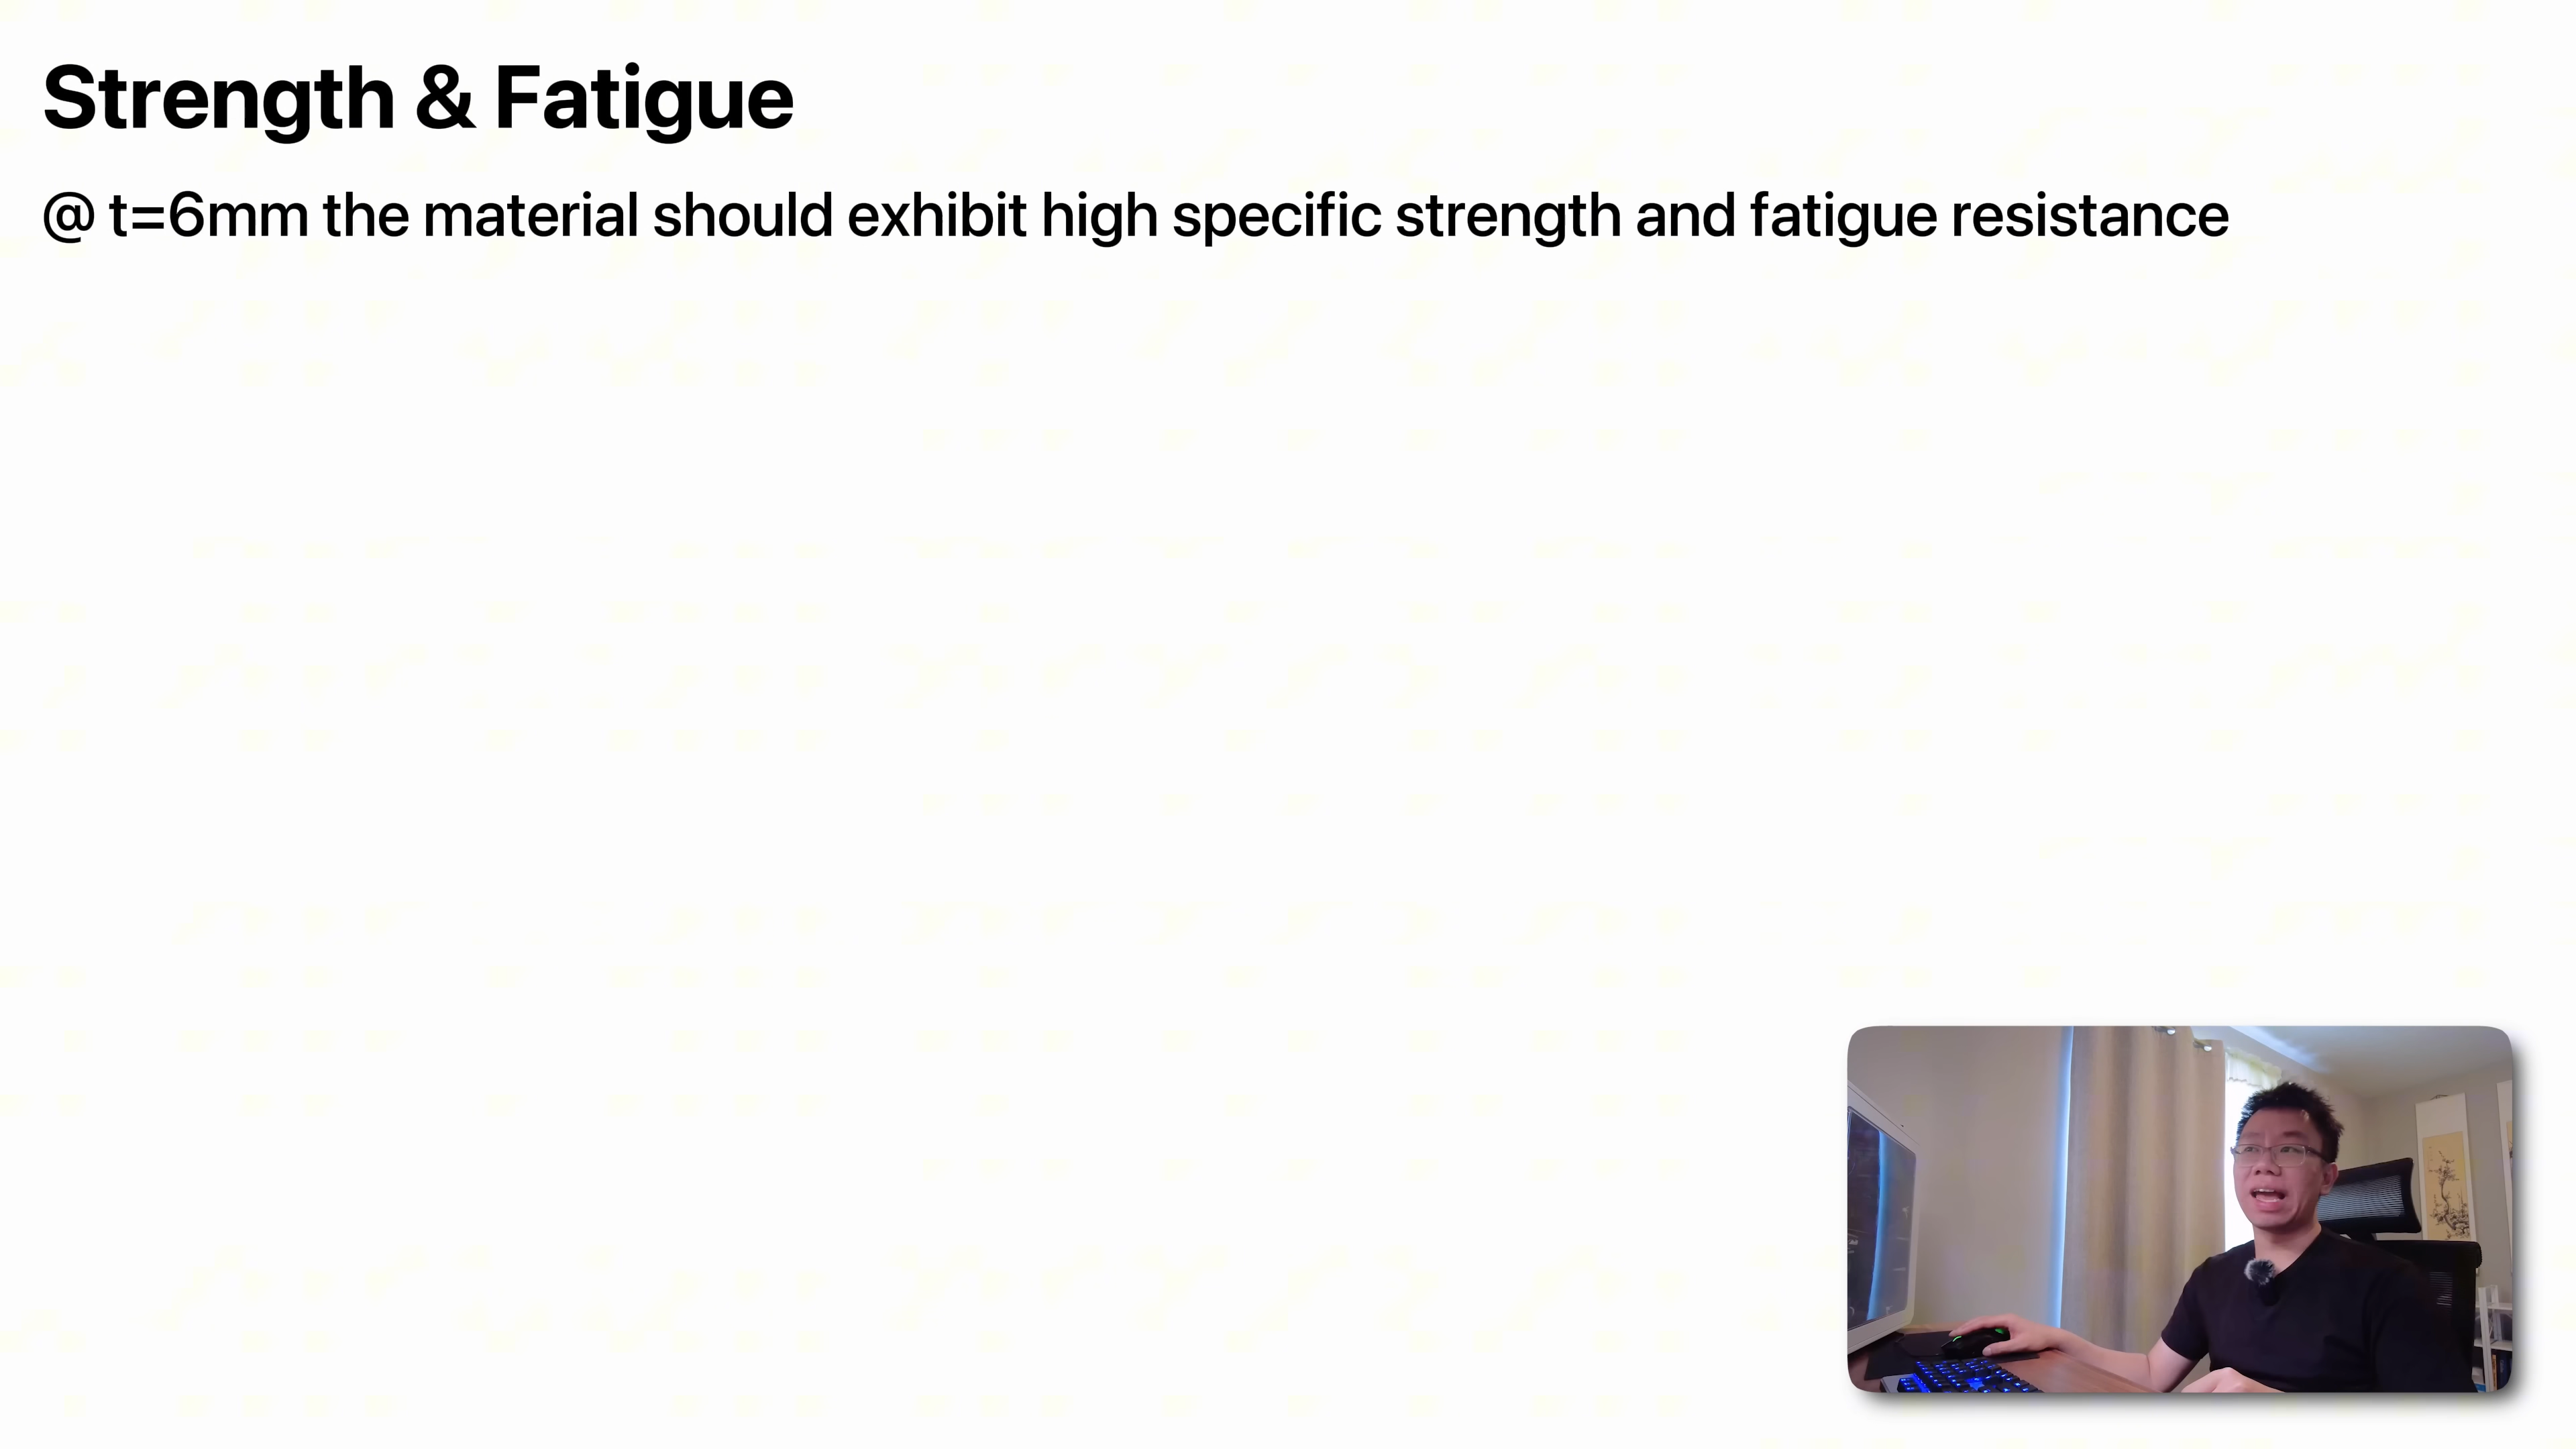 Strength & Fatigue
@ t=6mm the material should exhibit high specific strength and fatigue resistance